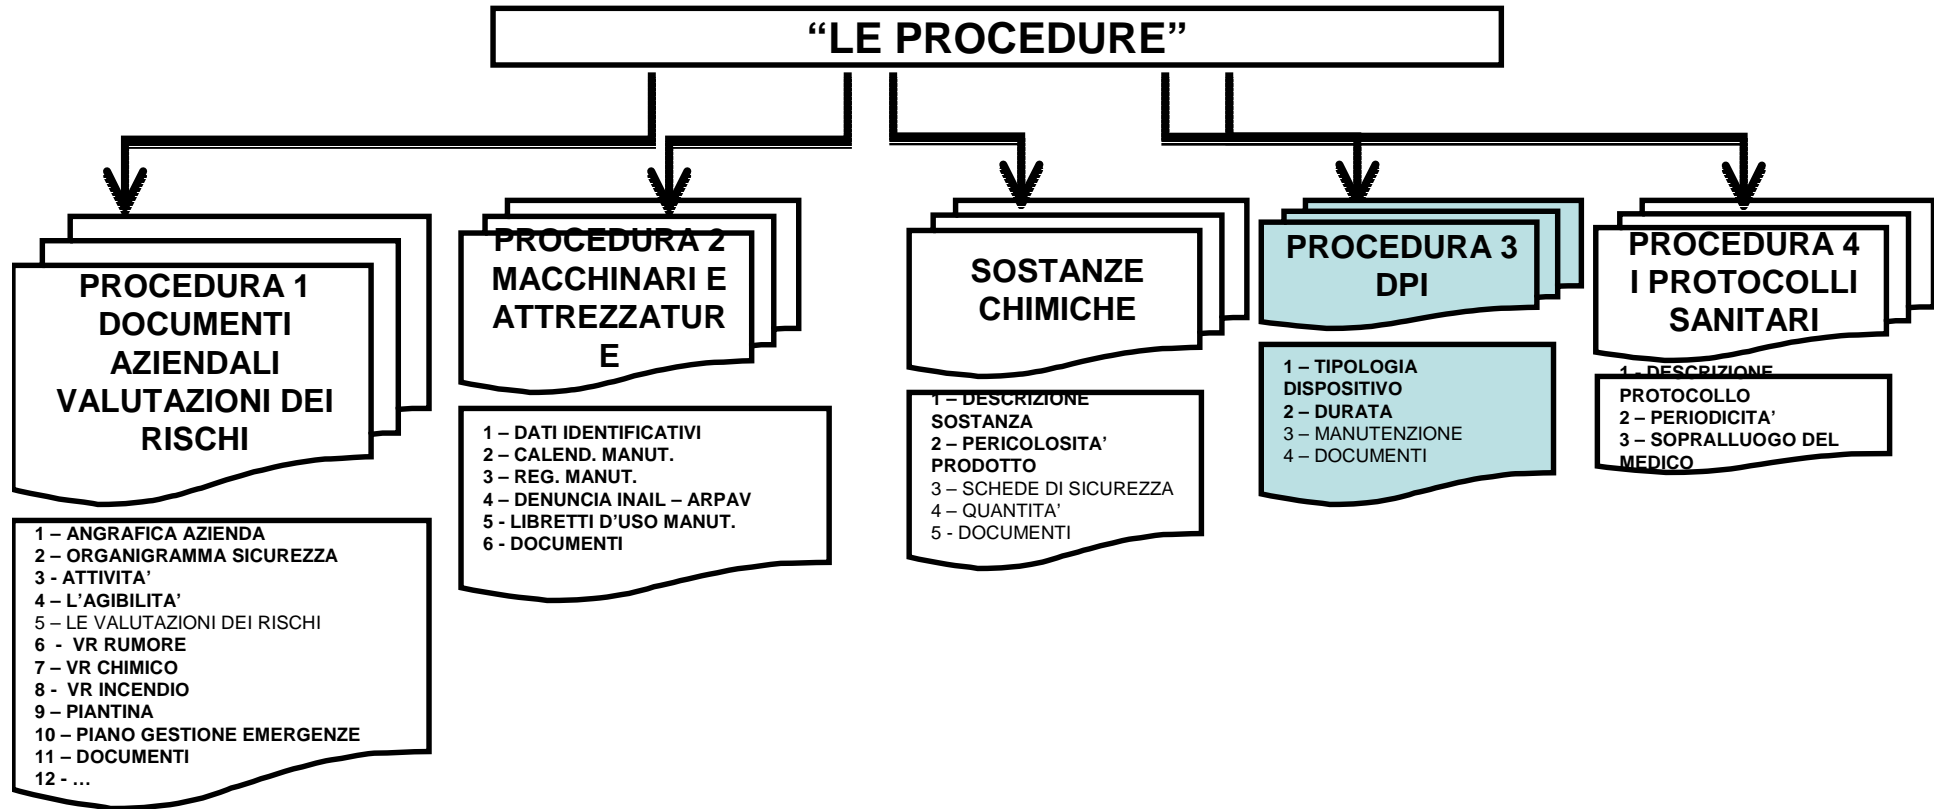 “LE PROCEDURE”
PROCEDURA 1
DOCUMENTI
AZIENDALI
VALUTAZIONI DEI
RISCHI
1 – ANGRAFICA AZIENDA
2 – ORGANIGRAMMA SICUREZZA
3 - ATTIVITA’
4 – L’AGIBILITA’
5 – LE VALUTAZIONI DEI RISCHI
6 - VR RUMORE
7 – VR CHIMICO
8 - VR INCENDIO
9 – PIANTINA
10 – PIANO GESTIONE EMERGENZE
11 – DOCUMENTI
12 - …
PROCEDURA 2
MACCHINARI E
ATTREZZATUR
E
1 – DATI IDENTIFICATIVI
2 – CALEND. MANUT.
3 – REG. MANUT.
4 – DENUNCIA INAIL – ARPAV
5 - LIBRETTI D’USO MANUT.
6 - DOCUMENTI
SOSTANZE
CHIMICHE
1 – DESCRIZIONE
SOSTANZA
2 – PERICOLOSITA’
PRODOTTO
3 – SCHEDE DI SICUREZZA
4 – QUANTITA’
5 - DOCUMENTI
PROCEDURA 3
DPI
1 – TIPOLOGIA
DISPOSITIVO
2 – DURATA
3 – MANUTENZIONE
4 – DOCUMENTI
PROCEDURA 4
I PROTOCOLLI
SANITARI
1 - DESCRIZIONE
PROTOCOLLO
2 – PERIODICITA’
3 – SOPRALLUOGO DEL
MEDICO